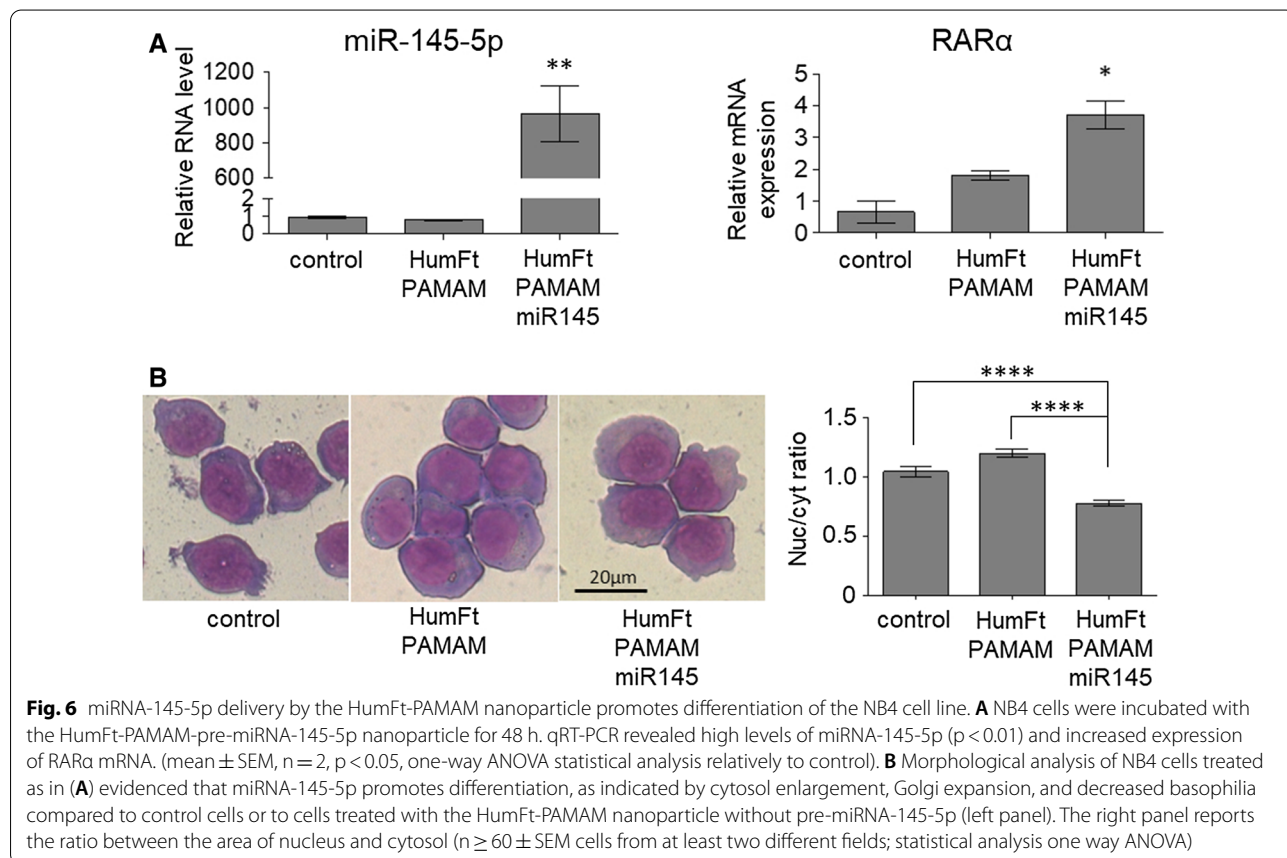 A
miR-145-5p
Relative RNA level
1200
1000
800
600
2
1
0
**
control
HumFt
PAMAM
HumFt
PAMAM
miR145
RARα
Relative mRNA
expression
5
4
3
2
1
0
*
control
HumFt
PAMAM
HumFt
PAMAM
miR145
B
20μm
control
HumFt
PAMAM
HumFt
PAMAM
miR145
Nuc/cyt ratio
1.5
1.0
0.5
0
****
****
control
HumFt
PAMAM
HumFt
PAMAM
miR145
Fig. 6 miRNA-145-5p delivery by the HumFt-PAMAM nanoparticle promotes differentiation of the NB4 cell line. A NB4 cells were incubated with
the HumFt-PAMAM-pre-miRNA-145-5p nanoparticle for 48 h. qRT-PCR revealed high levels of miRNA-145-5p (p < 0.01) and increased expression
of RARα mRNA. (mean ± SEM, n = 2, p < 0.05, one-way ANOVA statistical analysis relatively to control). B Morphological analysis of NB4 cells treated
as in (A) evidenced that miRNA-145-5p promotes differentiation, as indicated by cytosol enlargement, Golgi expansion, and decreased basophilia
compared to control cells or to cells treated with the HumFt-PAMAM nanoparticle without pre-miRNA-145-5p (left panel). The right panel reports
the ratio between the area of nucleus and cytosol (n ≥ 60 ± SEM cells from at least two different fields; statistical analysis one way ANOVA)